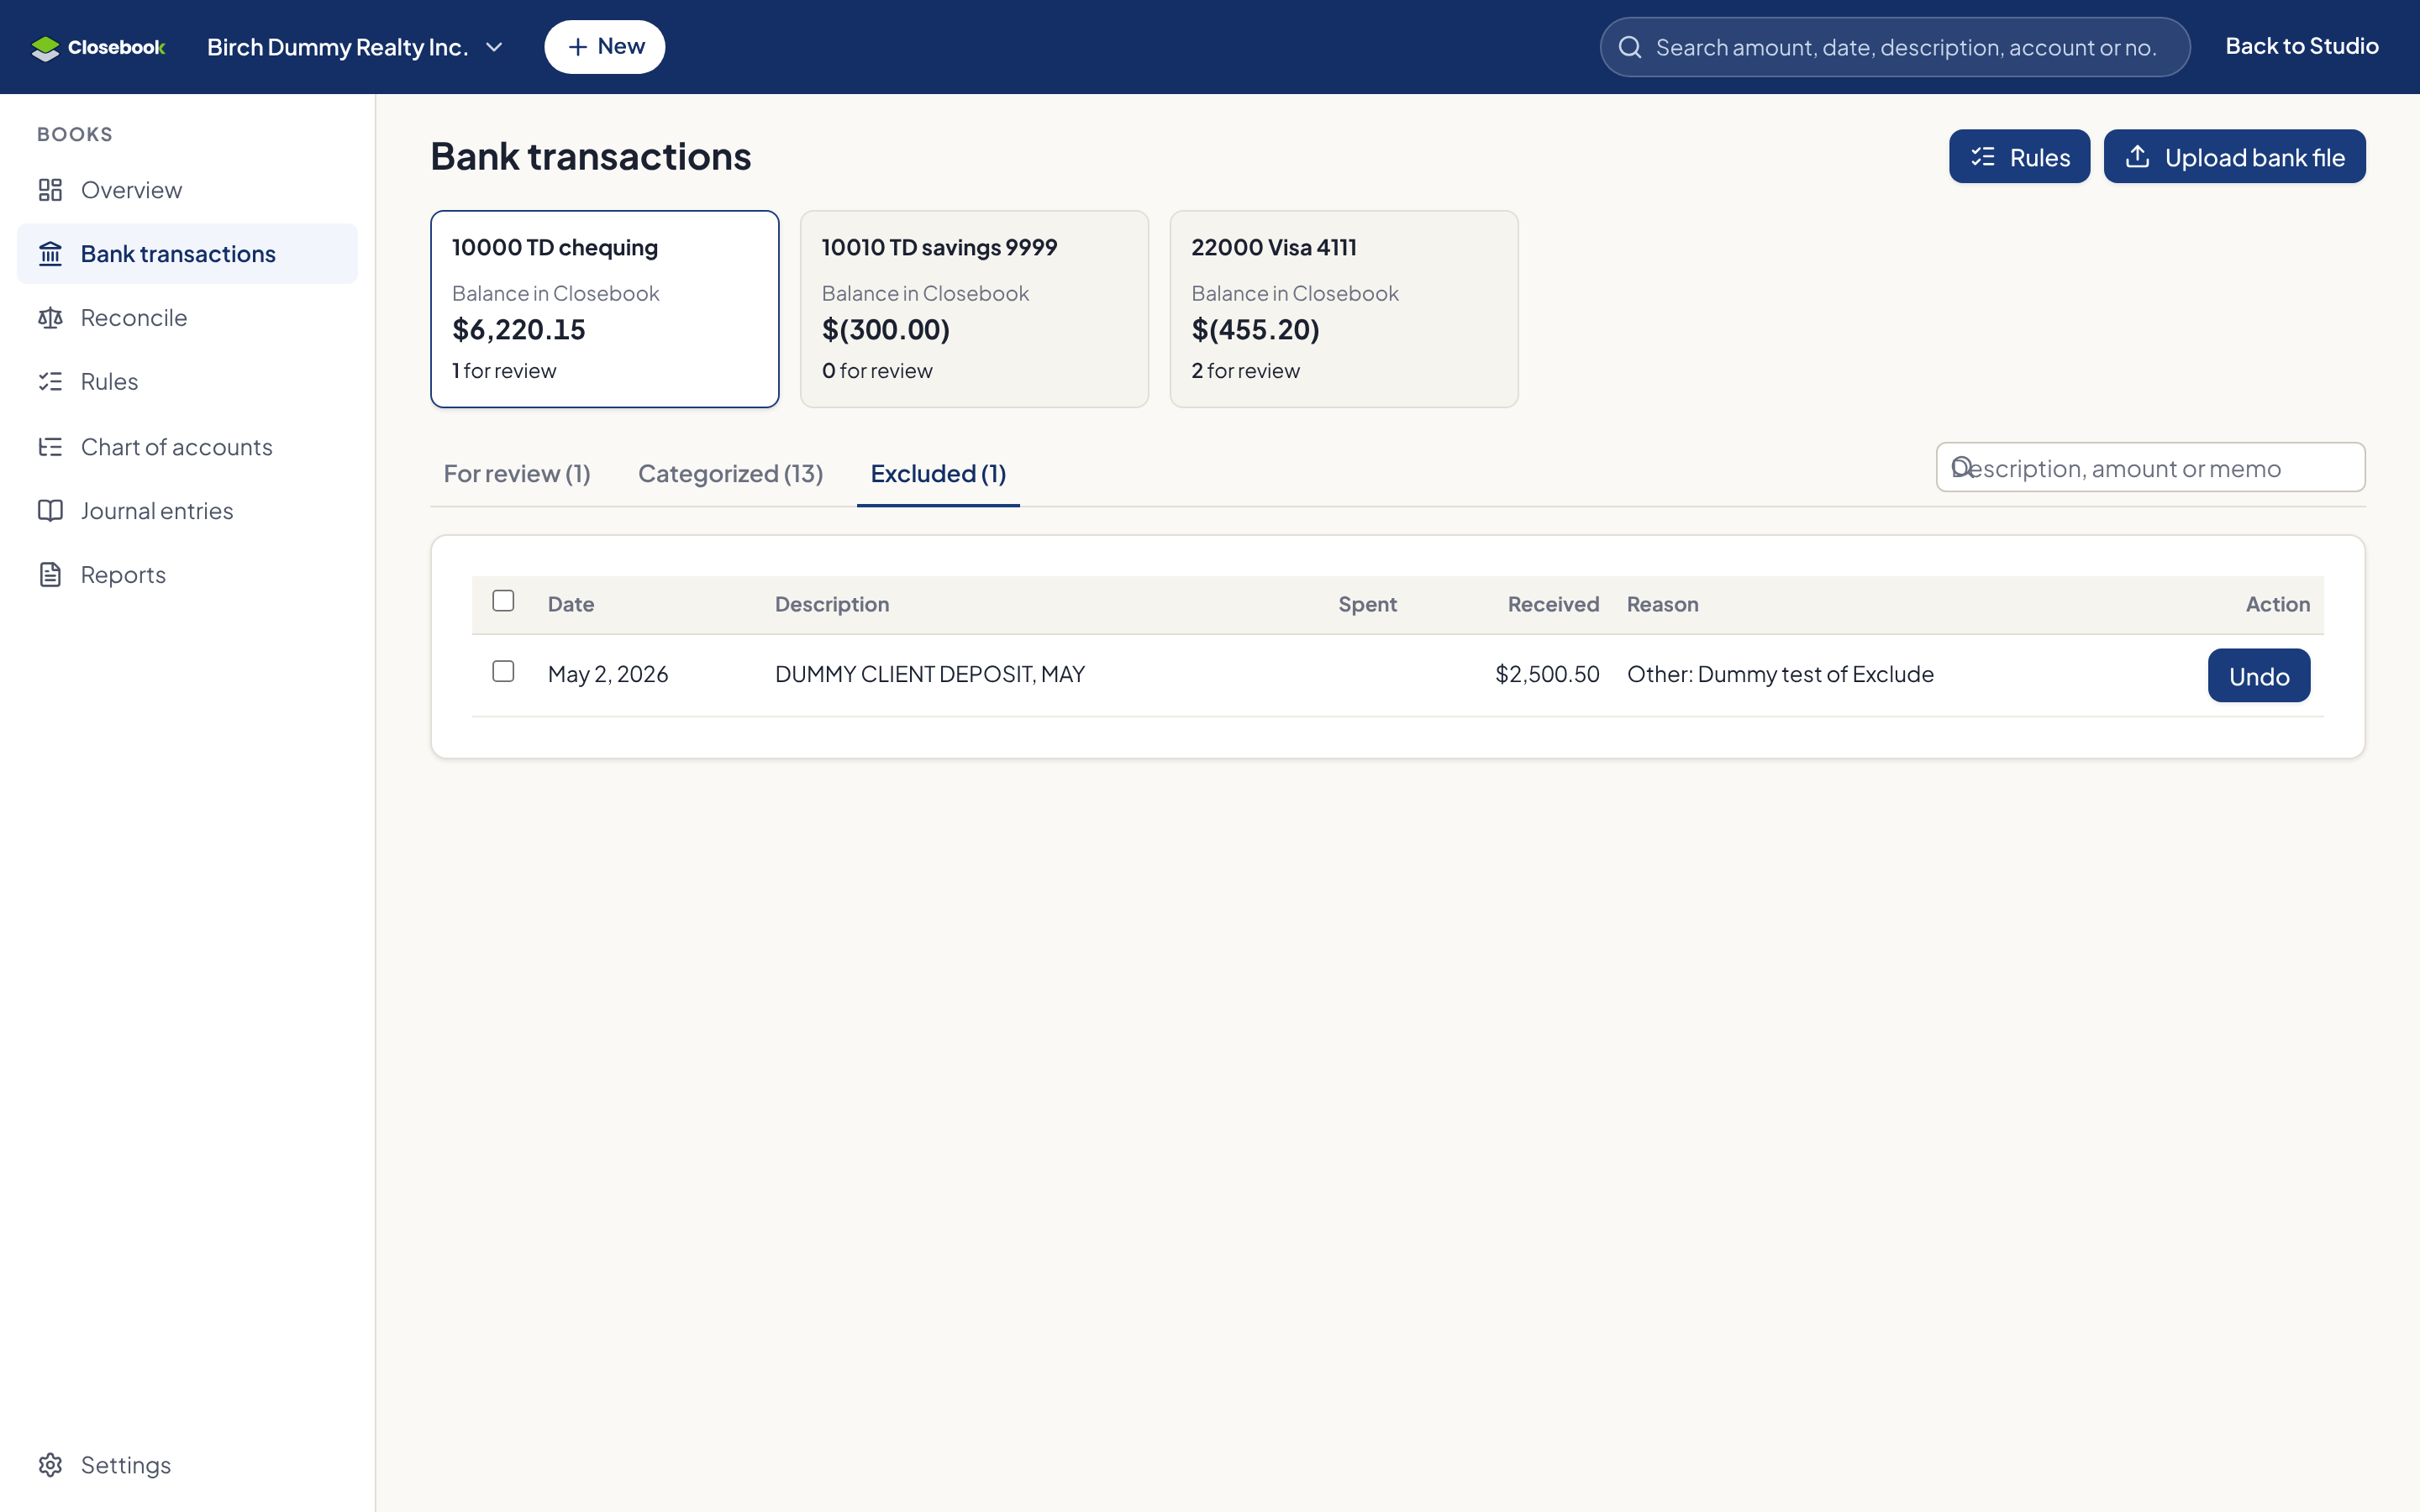 Closebook
Birch Dummy Realty Inc.
New
Search amount, date, description, account or no.
Back to Studio
BOOKS
Overview
Bank transactions
Reconcile
Rules
Chart of accounts
Journal entries
Reports
Settings
Bank transactions
Rules
Upload bank file
10000 TD chequing
Balance in Closebook
$6,220.15
1 for review
10010 TD savings 9999
Balance in Closebook
$(300.00)
0 for review
22000 Visa 4111
Balance in Closebook
$(455.20)
2 for review
For review (1) Categorized (13) Excluded (1)
Description, amount or memo
Date Description Spent Received Reason Action
May 2, 2026 DUMMY CLIENT DEPOSIT, MAY $2,500.50 Other: Dummy test of Exclude Undo